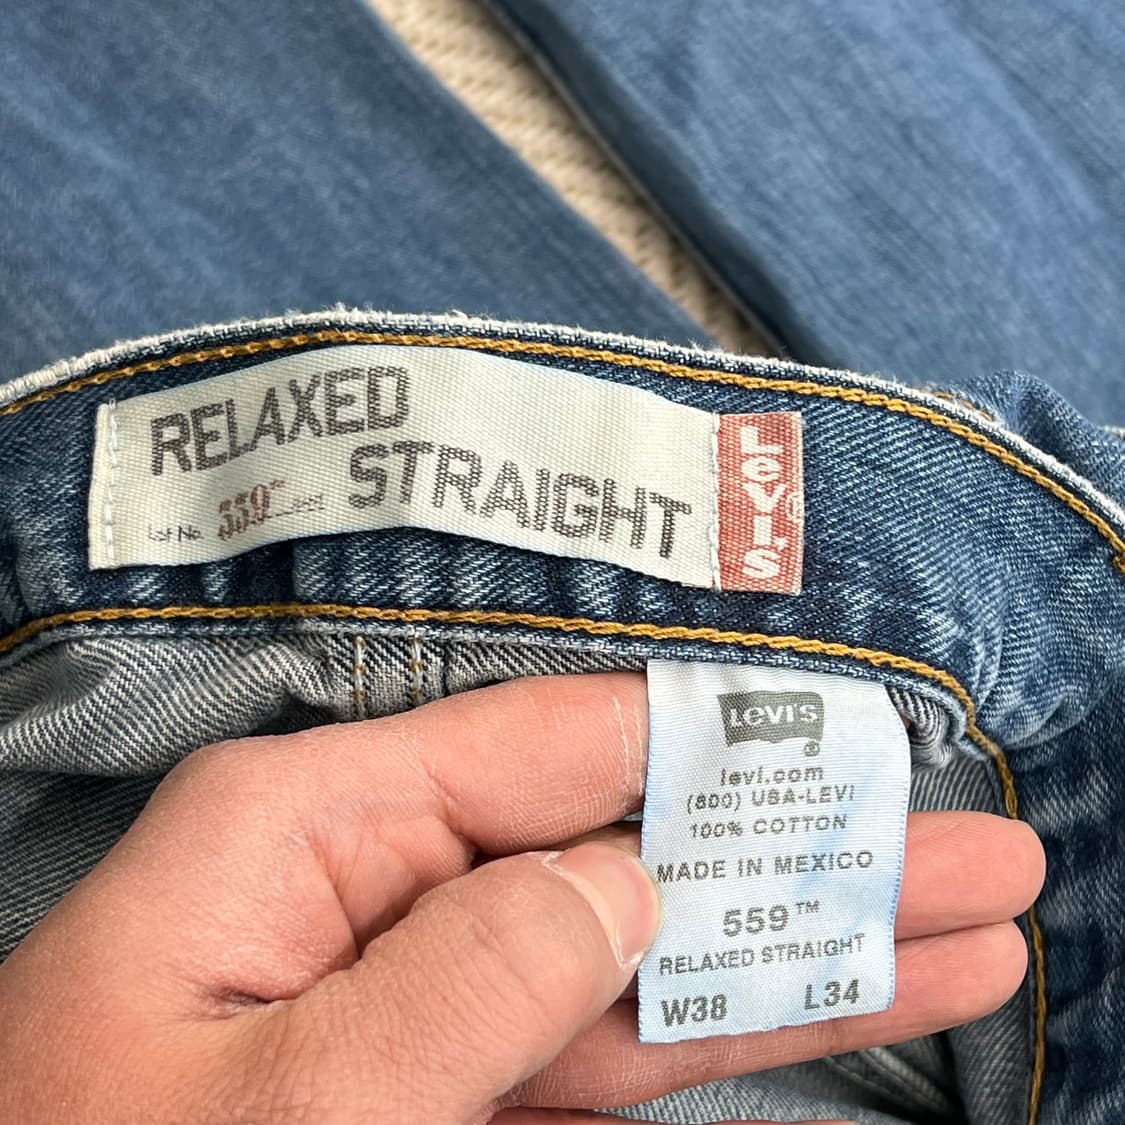 RELAXED
STRAIGHT
Lot No. 559™
LEVI'S®
LEVI'S
®
levi.com
(800) USA-LEVI
100% COTTON
MADE IN MEXICO
559™
RELAXED STRAIGHT
W38 L34